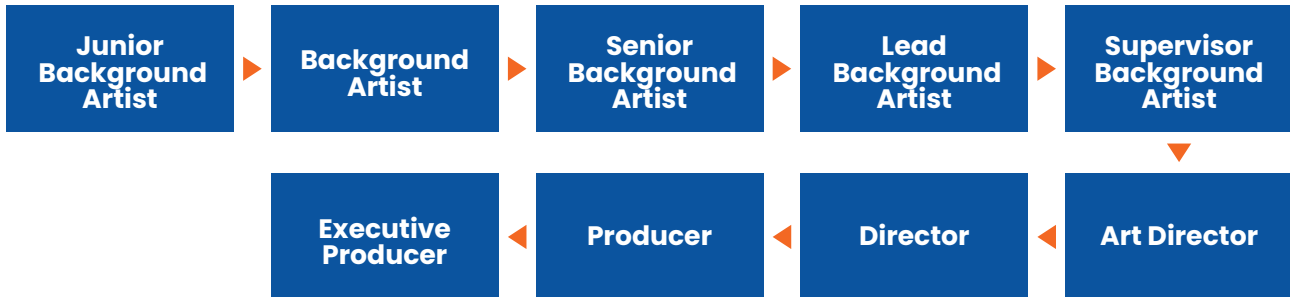 Junior
Background
Artist
Background
Artist
Senior
Background
Artist
Lead
Background
Artist
Supervisor
Background
Artist
Art Director
Director
Producer
Executive
Producer